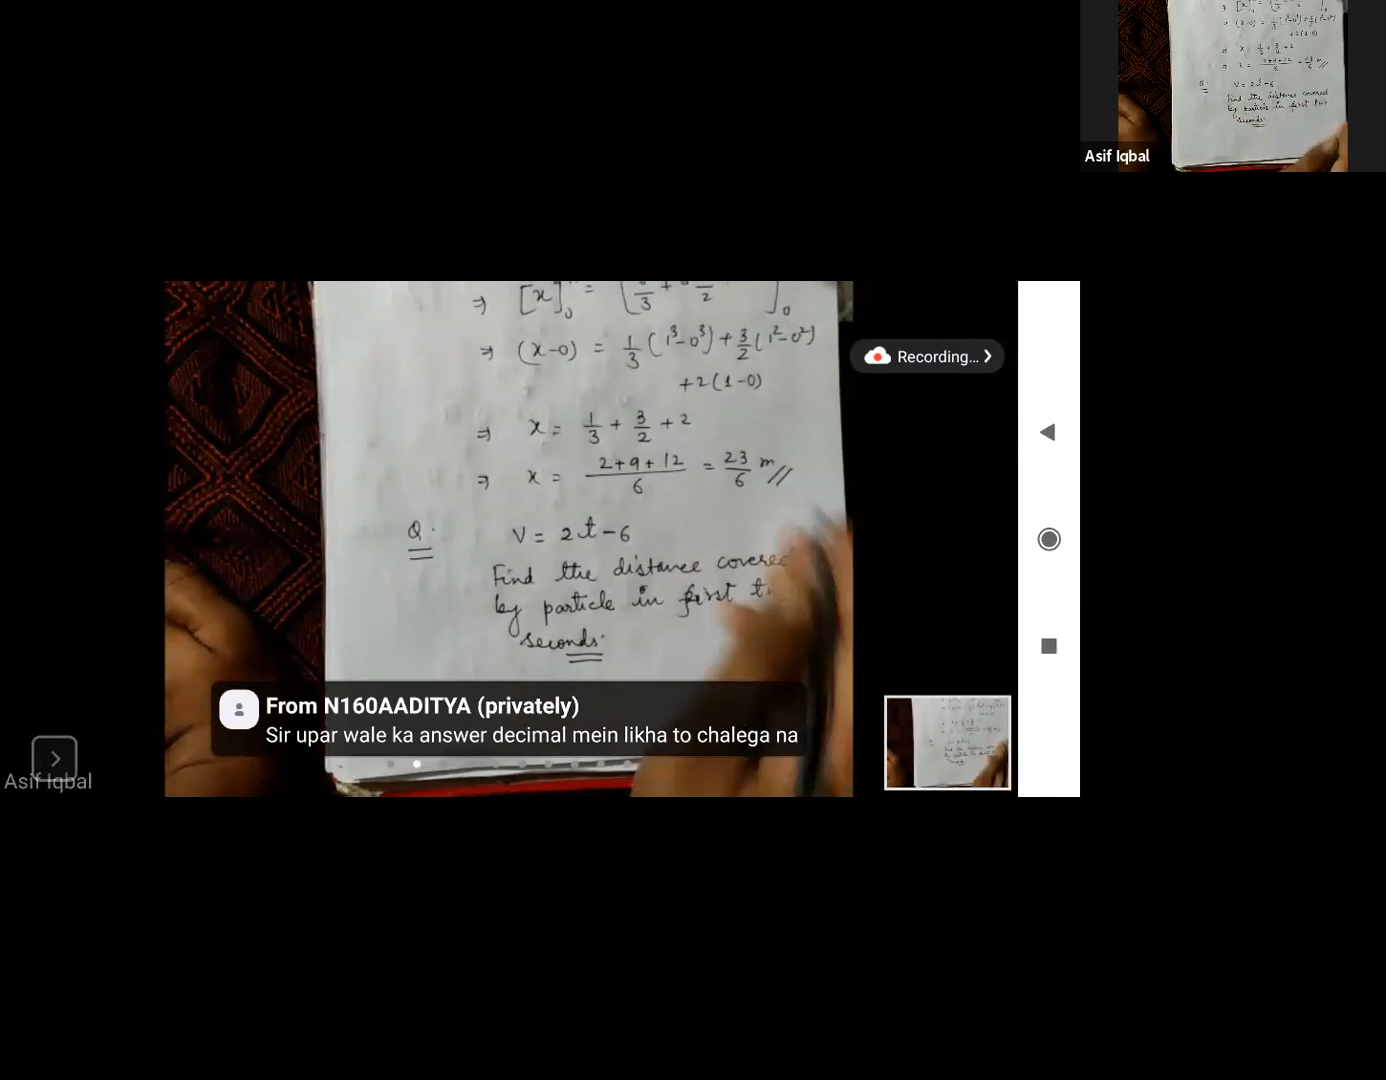 ⇒ (x-0) = 1/3 (1³-0³) + 3/2 (1²-0²)
+2(1-0)
⇒ x = 1/3 + 3/2 + 2
⇒ x = (2+9+12)/6 = 23/6 m //
Q. V = 2t-6
Find the distance covered
by particle in first
seconds.
Recording...
From N160AADITYA (privately)
Sir upar wale ka answer decimal mein likha to chalega na
Asif Iqbal
Asif Iqbal